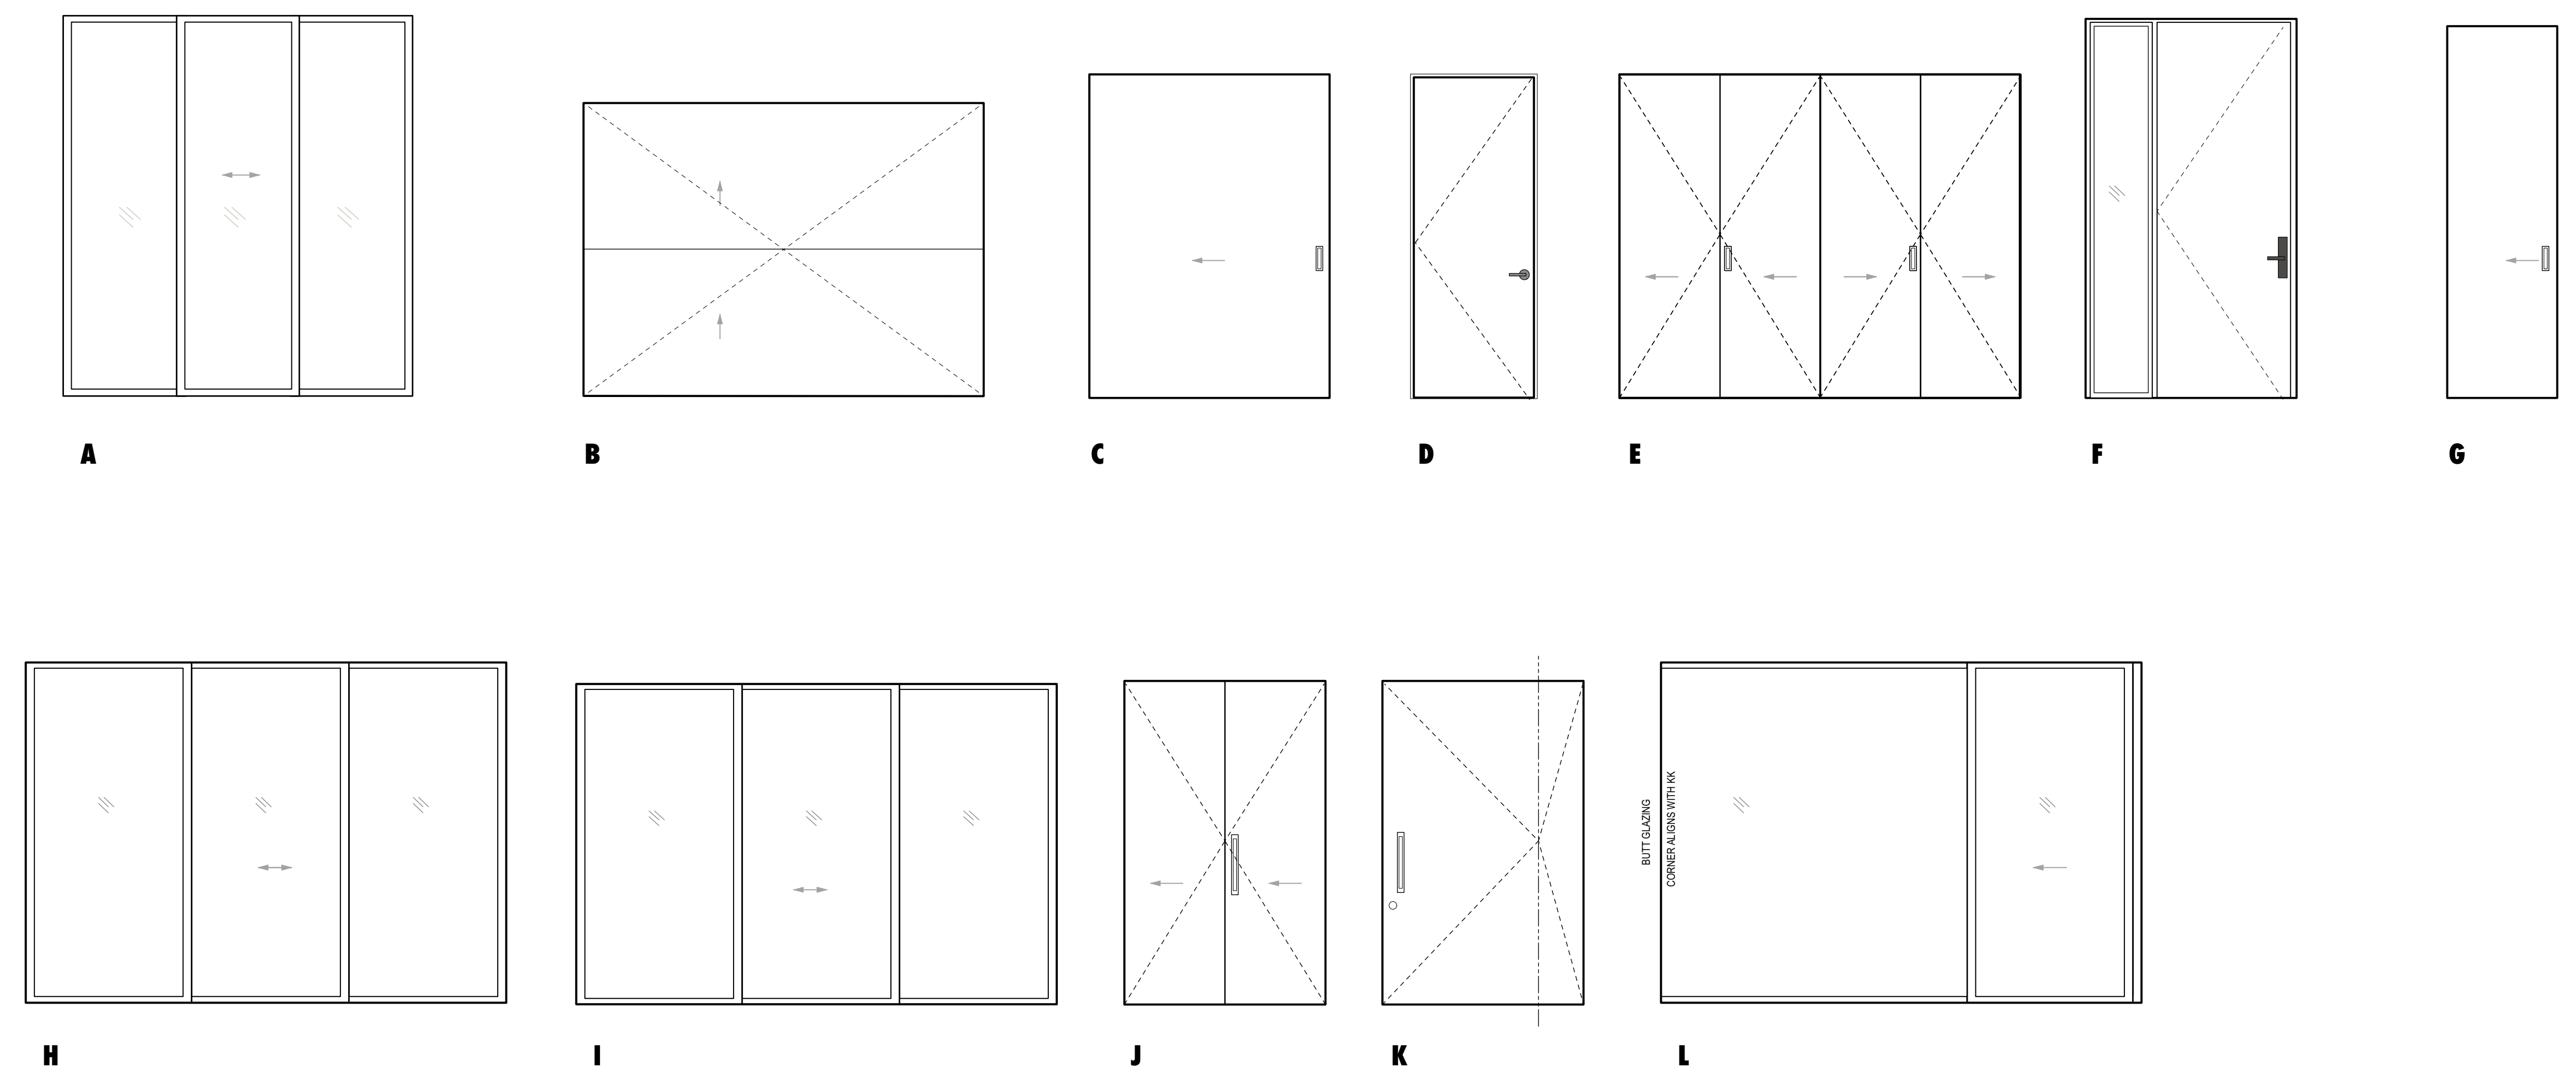 A
B
C
D
E
F
G
BUTT GLAZING
CORNER ALIGNS WITH KK
H
I
J
K
L